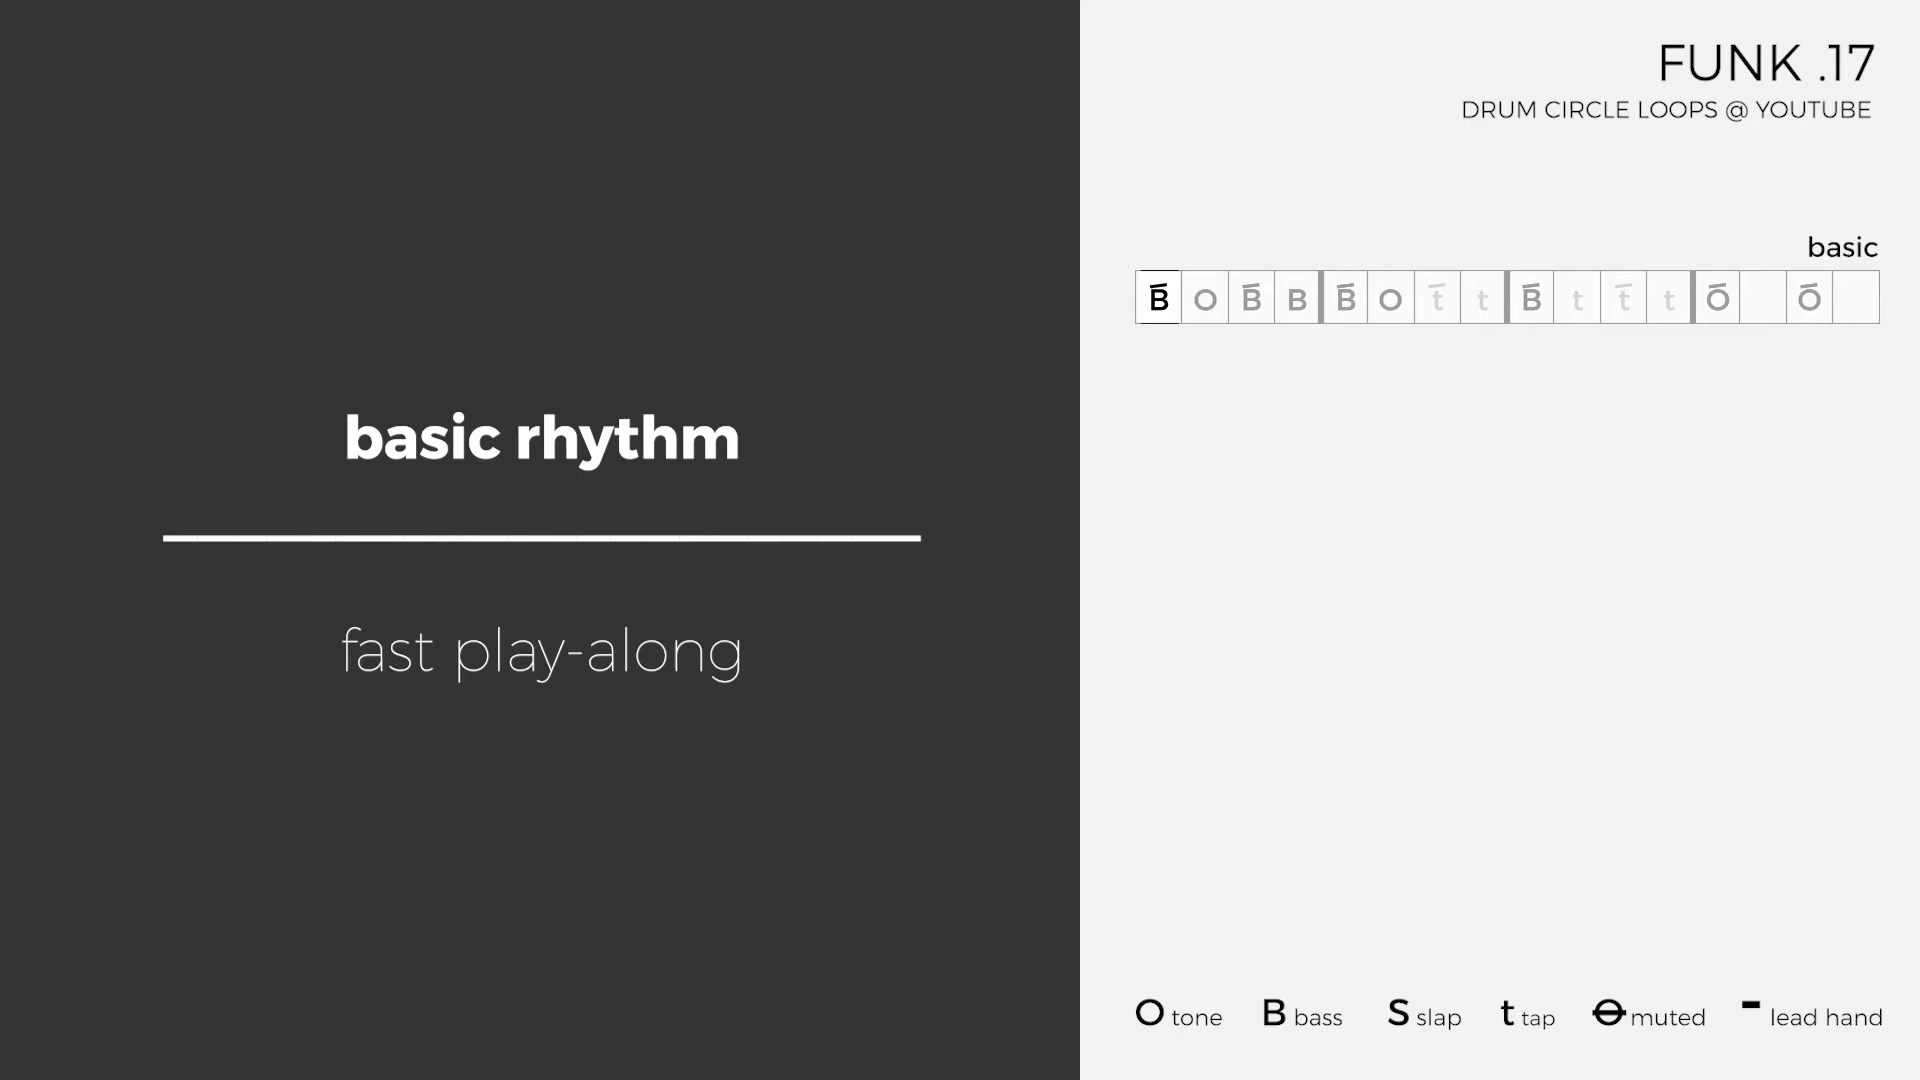 basic rhythm
fast play-along
FUNK .17
DRUM CIRCLE LOOPS @ YOUTUBE
basic
B̄ O B̄ B B̄ O t̄ t B̄ t t̄ t Ō Ō
O tone B bass S slap t tap O̶ muted ‾ lead hand